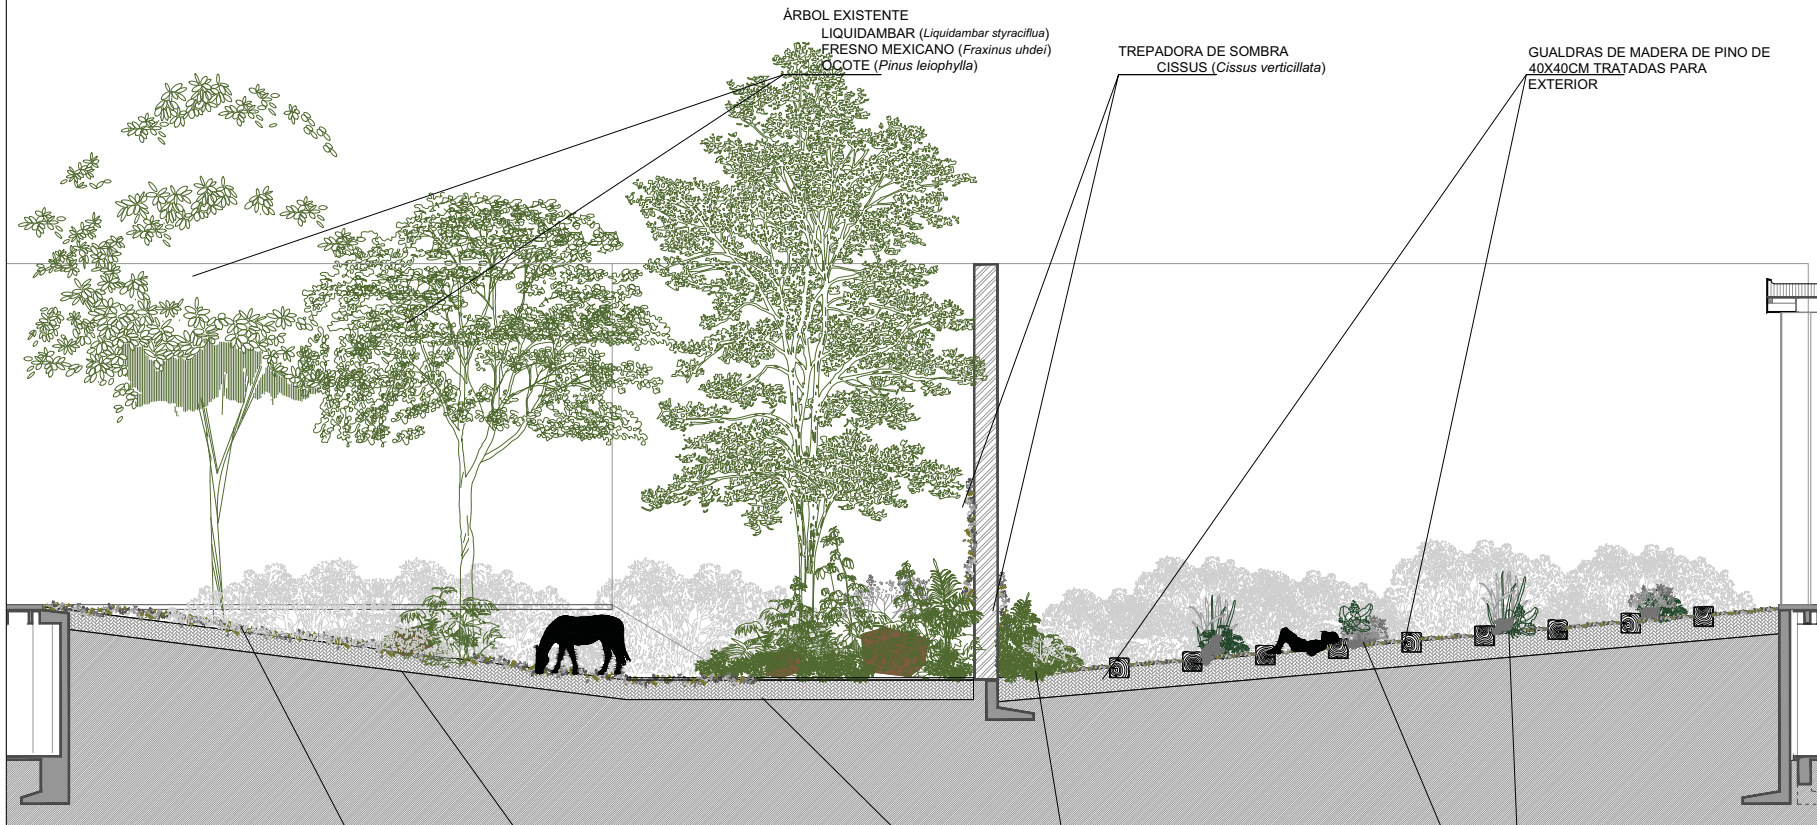 ÁRBOL EXISTENTE
LIQUIDAMBAR (Liquidambar styraciflua)
FRESNO MEXICANO (Fraxinus uhdei)
OCOTE (Pinus leiophylla)
TREPADORA DE SOMBRA
CISSUS (Cissus verticillata)
GUALDRAS DE MADERA DE PINO DE
40X40CM TRATADAS PARA
EXTERIOR